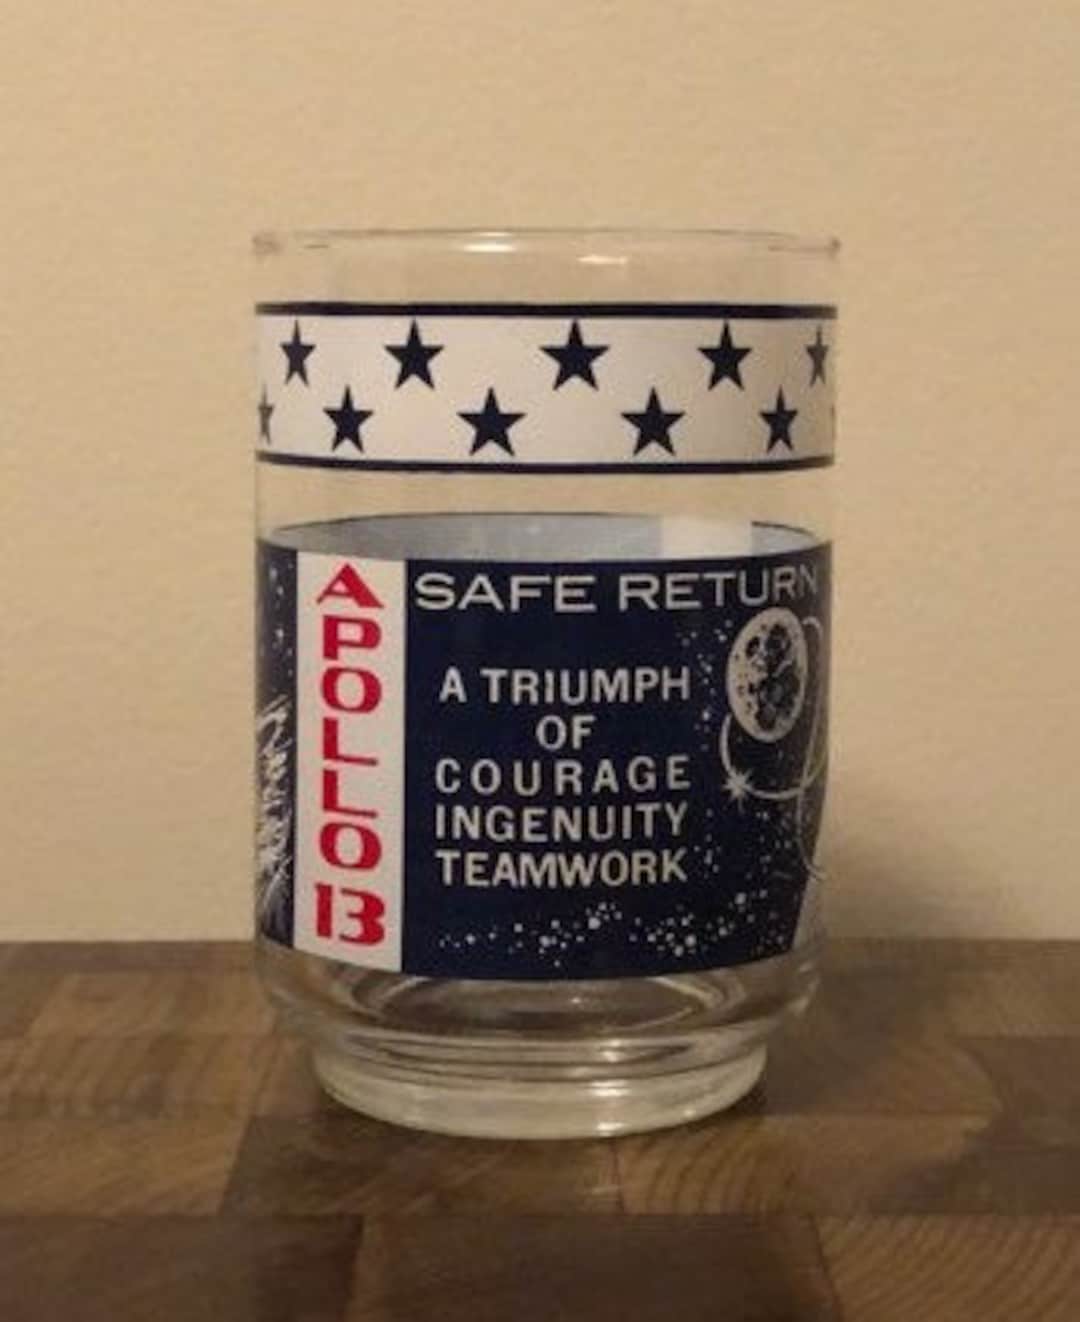 APOLLO 13
SAFE RETURN
A TRIUMPH
OF
COURAGE
INGENUITY
TEAMWORK